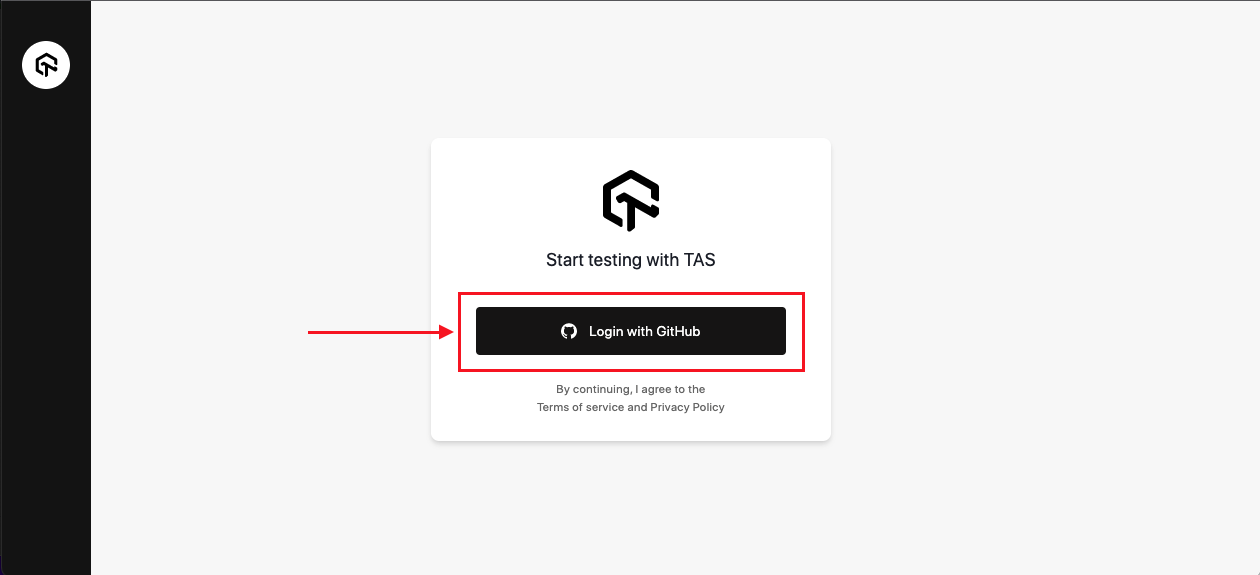 Start testing with TAS
Login with GitHub
By continuing, I agree to the
Terms of service and Privacy Policy